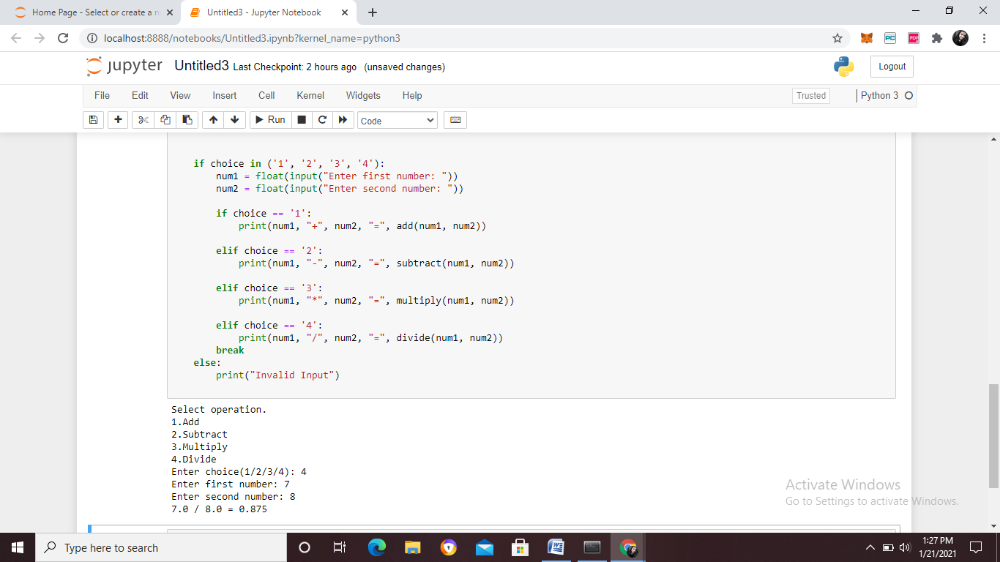 Home Page - Select or create a n
Untitled3 - Jupyter Notebook
localhost:8888/notebooks/Untitled3.ipynb?kernel_name=python3
PC
PDF
jupyter Untitled3 Last Checkpoint: 2 hours ago (unsaved changes)
Logout
File Edit View Insert Cell Kernel Widgets Help
Trusted
Python 3
Run
Code
if choice in ('1', '2', '3', '4'):
    num1 = float(input("Enter first number: "))
    num2 = float(input("Enter second number: "))
    if choice == '1':
        print(num1, "+", num2, "=", add(num1, num2))
    elif choice == '2':
        print(num1, "-", num2, "=", subtract(num1, num2))
    elif choice == '3':
        print(num1, "*", num2, "=", multiply(num1, num2))
    elif choice == '4':
        print(num1, "/", num2, "=", divide(num1, num2))
    break
else:
    print("Invalid Input")
Select operation.
1.Add
2.Subtract
3.Multiply
4.Divide
Enter choice(1/2/3/4): 4
Enter first number: 7
Enter second number: 8
7.0 / 8.0 = 0.875
Activate Windows
Go to Settings to activate Windows.
Type here to search
1:27 PM
1/21/2021